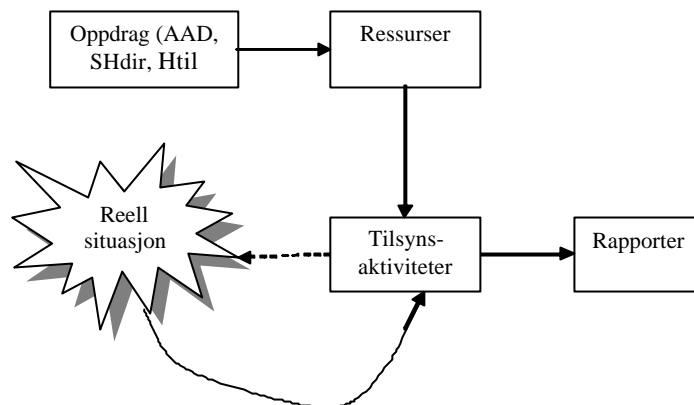 Oppdrag (AAD,
SHdir, Htil
Ressurser
Reell
situasjon
Tilsyns-
aktiviteter
Rapporter